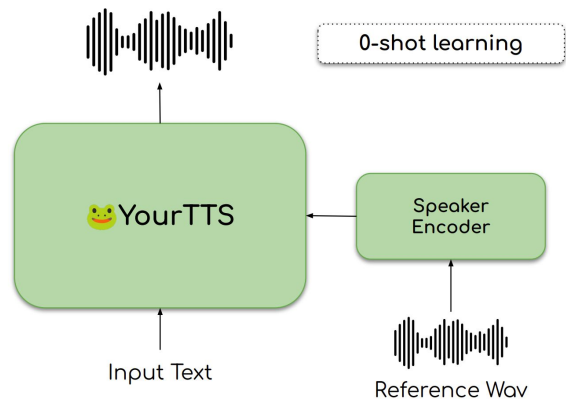 0-shot learning
YourTTS
Speaker
Encoder
Input Text
Reference Wav